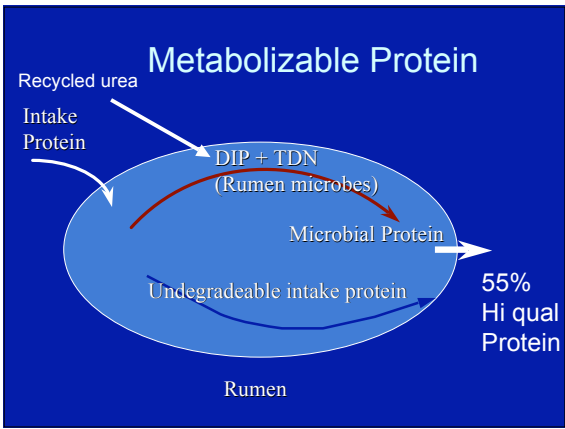 Metabolizable Protein
Recycled urea
Intake
Protein
DIP + TDN
(Rumen microbes)
Microbial Protein
Undegradeable intake protein
55%
Hi qual
Protein
Rumen